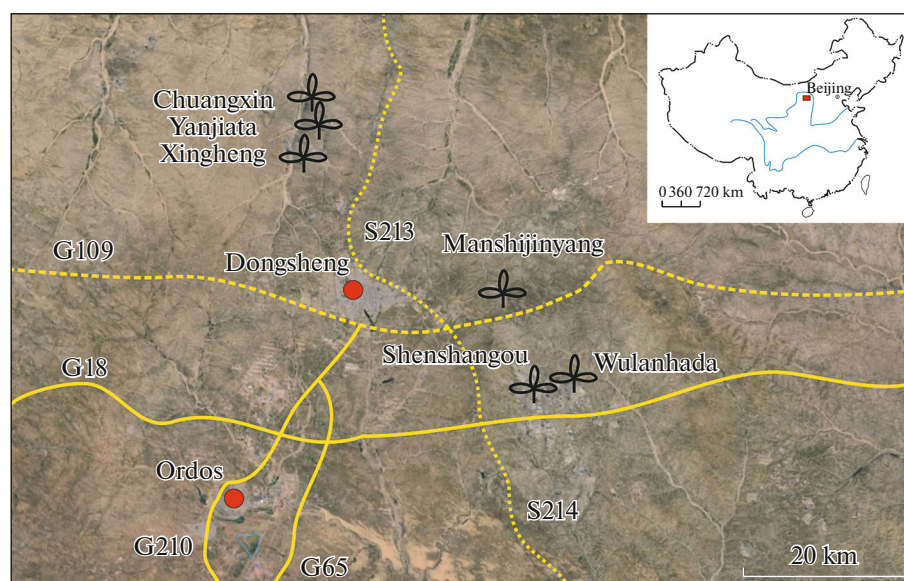 Beijing
0 360 720 km
Chuangxin
Yanjiata
Xingheng
S213
G109
Manshijinyang
Dongsheng
Shenshangou
Wulanhada
G18
Ordos
S214
G210
G65
20 km